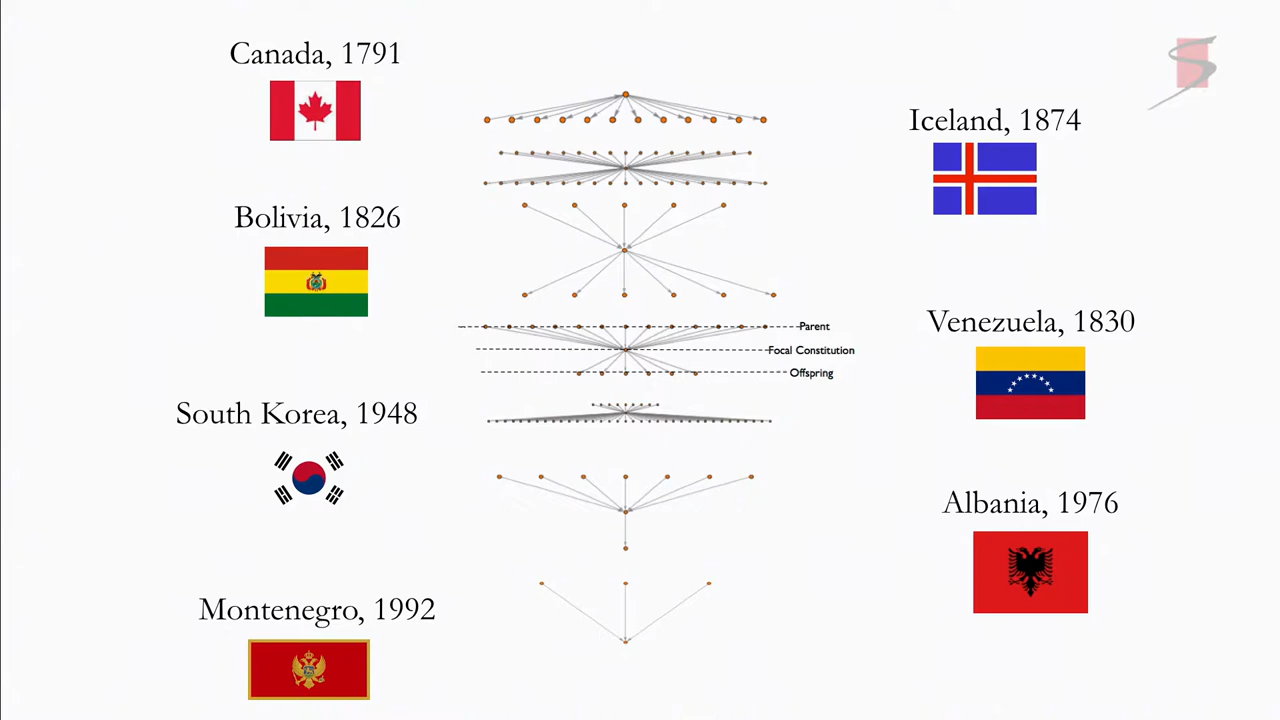 Canada, 1791
Iceland, 1874
Bolivia, 1826
Venezuela, 1830
Parent
Focal Constitution
Offspring
South Korea, 1948
Albania, 1976
Montenegro, 1992